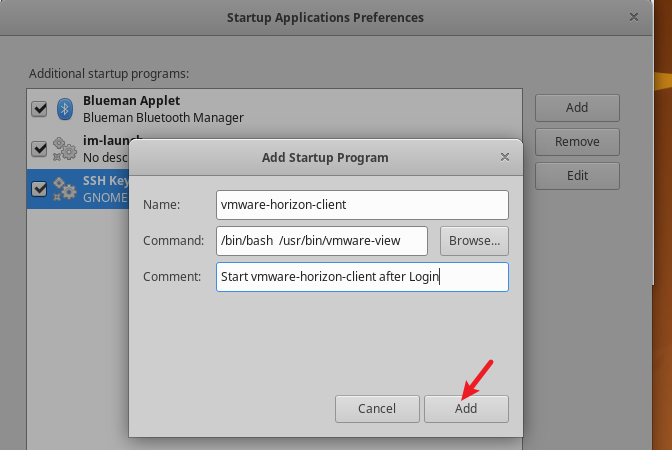 Startup Applications Preferences
Additional startup programs:
Blueman Applet
Blueman Bluetooth Manager
Add
im-launch
No desc
Remove
SSH Key
GNOME
Edit
Add Startup Program
Name:
vmware-horizon-client
Command:
/bin/bash  /usr/bin/vmware-view
Browse...
Comment:
Start vmware-horizon-client after Login
Cancel
Add